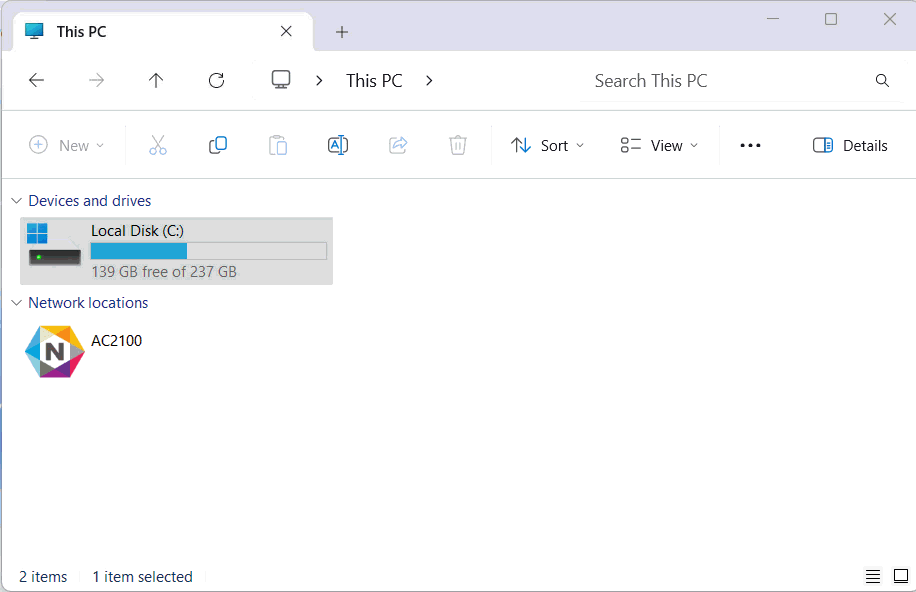 This PC
This PC
Search This PC
New
Sort
View
Details
Devices and drives
Local Disk (C:)
139 GB free of 237 GB
Network locations
N
AC2100
2 items
1 item selected